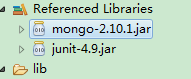 Referenced Libraries
mongo-2.10.1.jar
junit-4.9.jar
lib